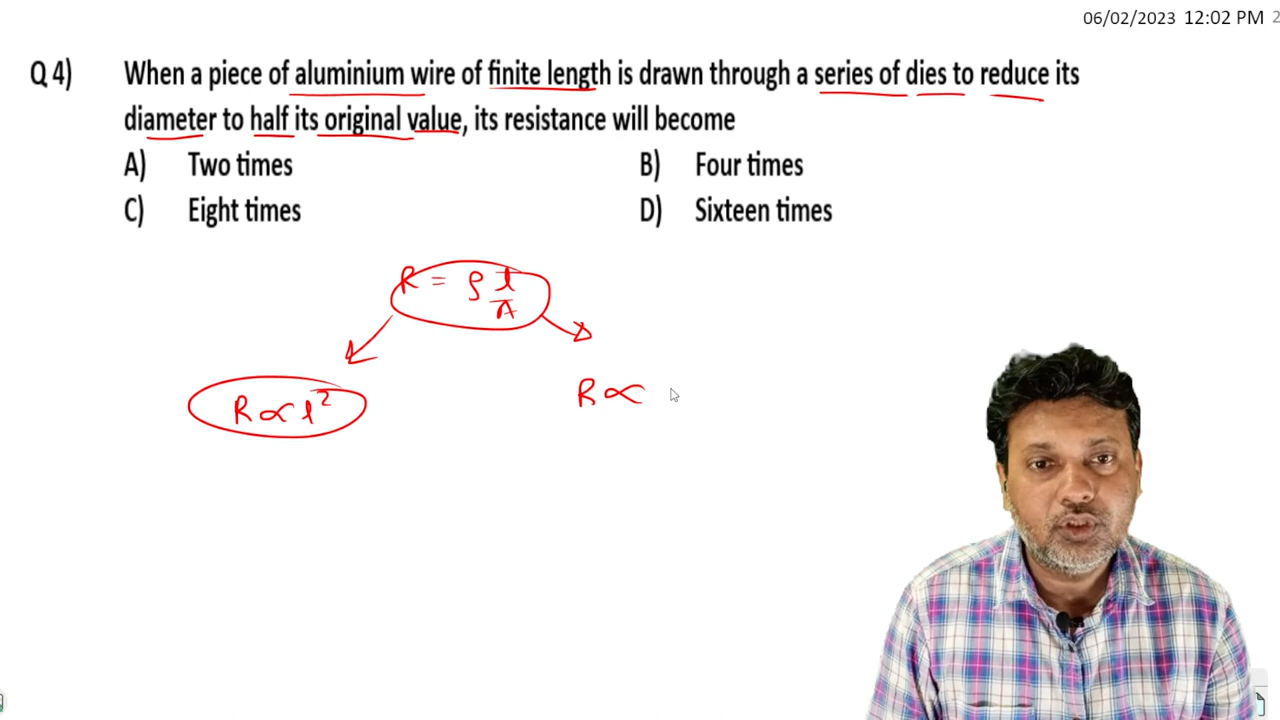 06/02/2023 12:02 PM 2
Q 4) When a piece of aluminium wire of finite length is drawn through a series of dies to reduce its
diameter to half its original value, its resistance will become
A) Two times B) Four times
C) Eight times D) Sixteen times
R = ρ l/A
R ∝ l²
R ∝